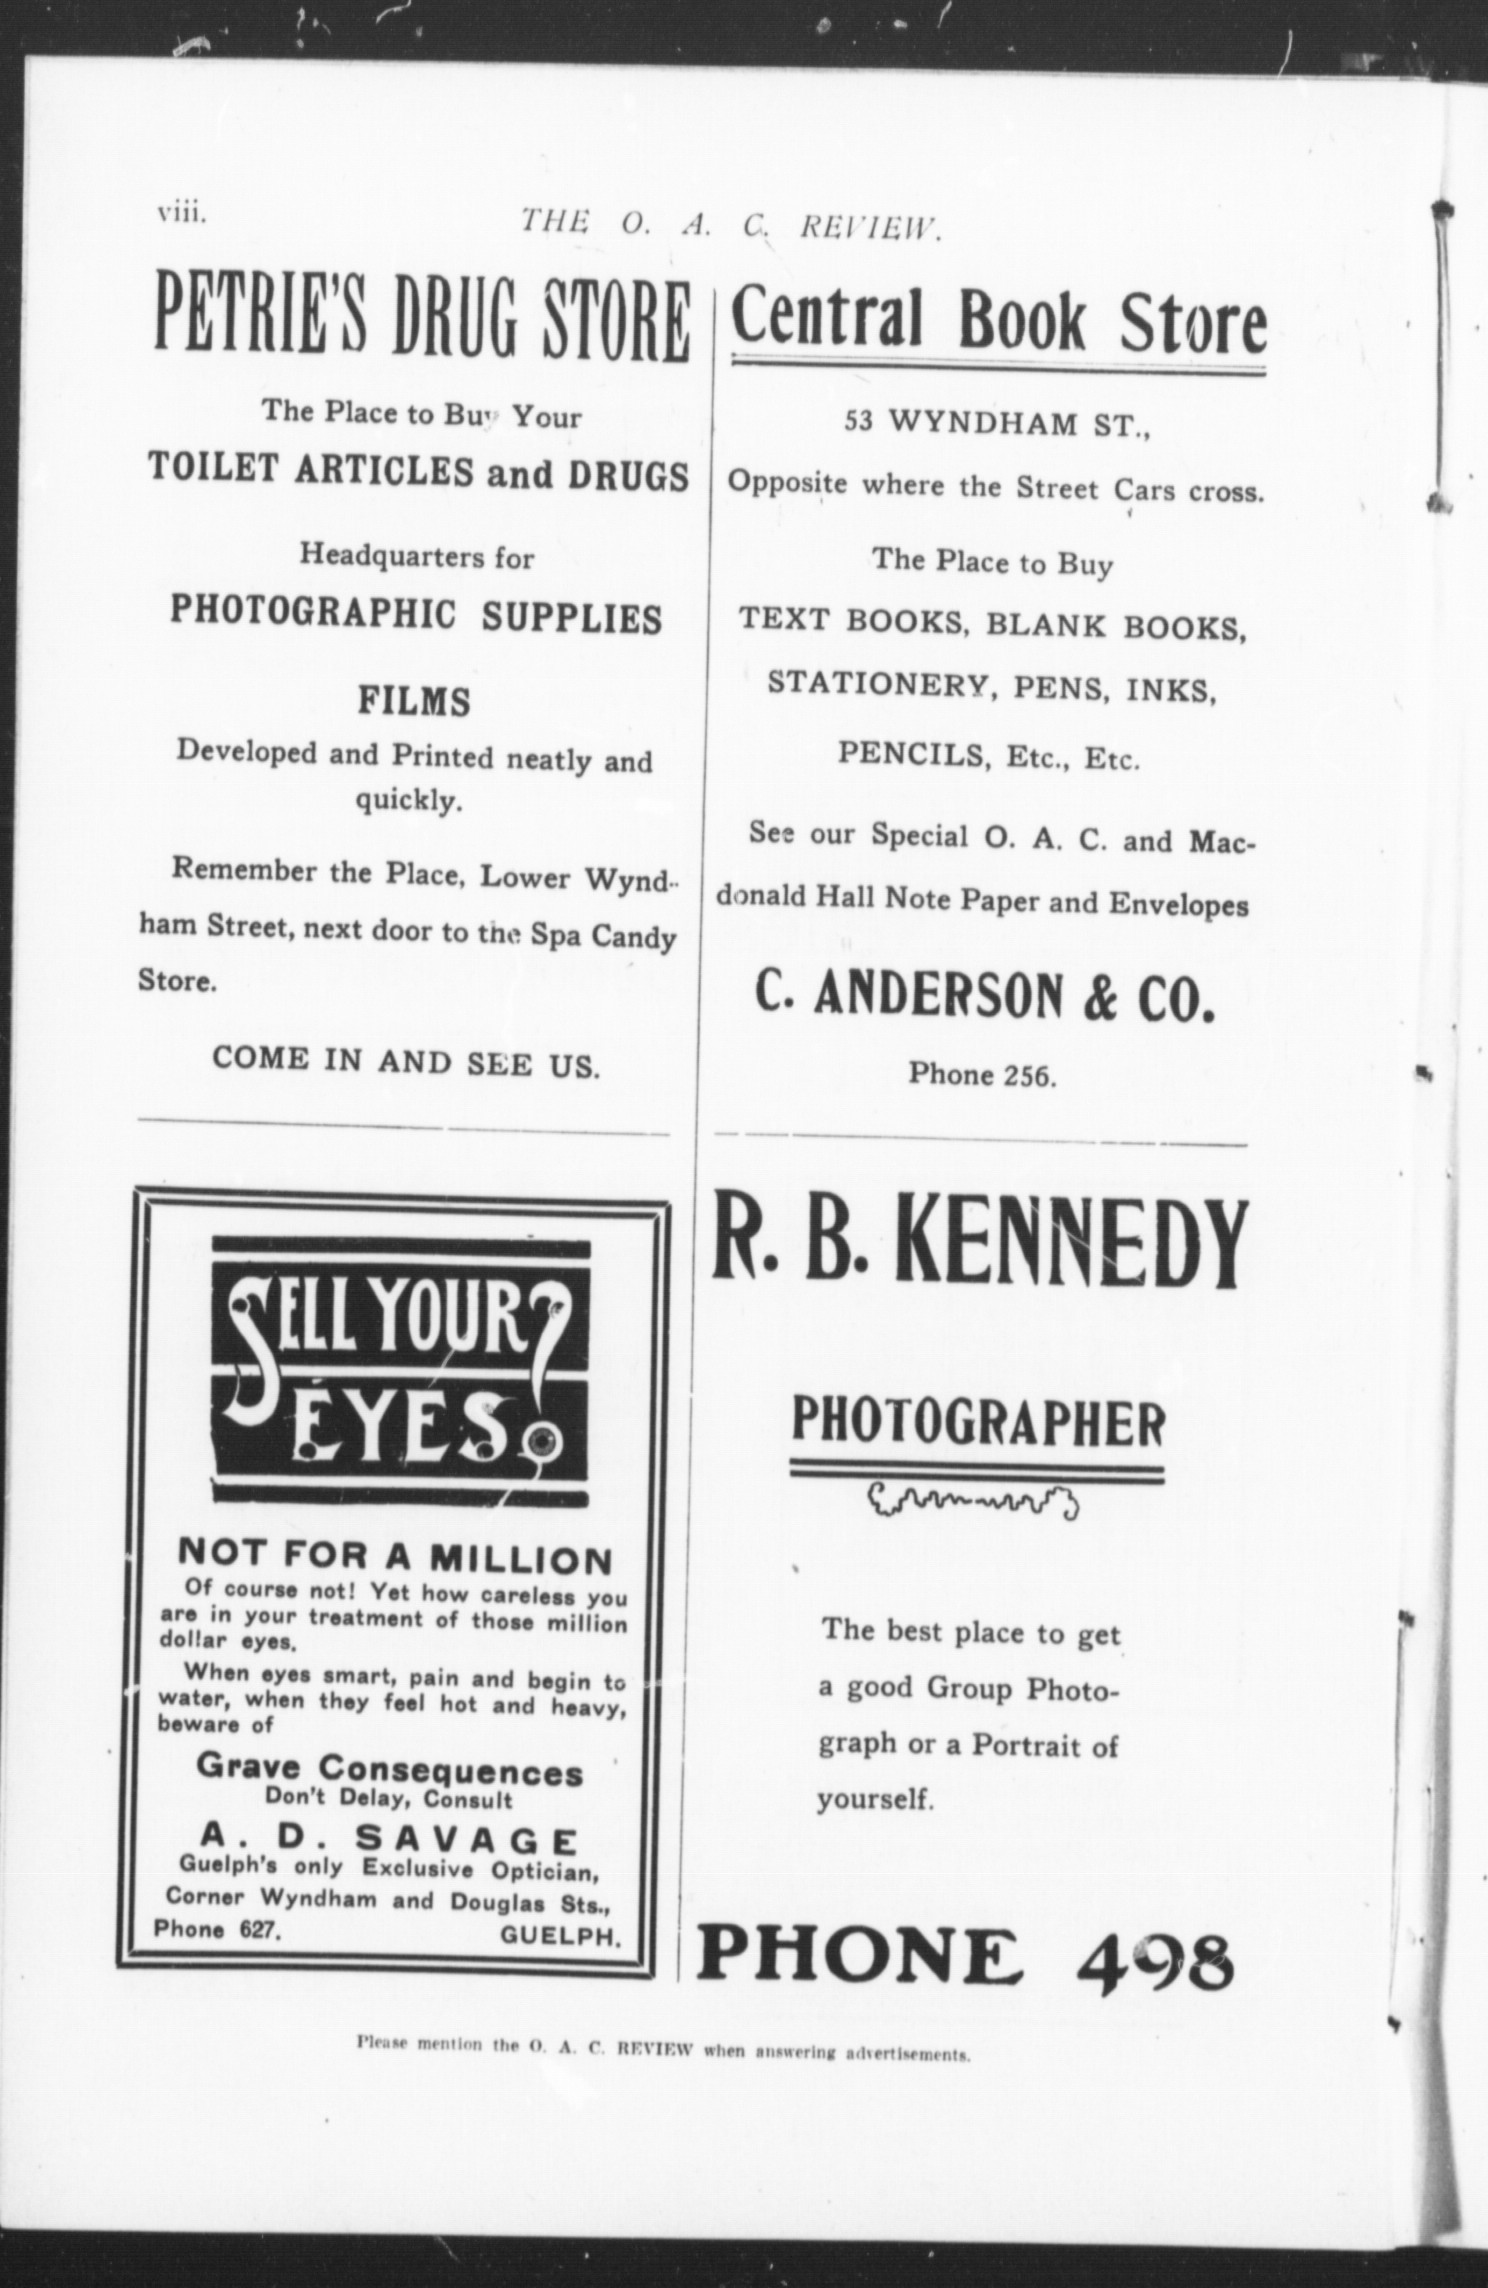 viii.
THE O. A. C. REVIEW.
PETRIE'S DRUG STORE
The Place to Buy Your
TOILET ARTICLES and DRUGS
Headquarters for
PHOTOGRAPHIC SUPPLIES
FILMS
Developed and Printed neatly and
quickly.
Remember the Place, Lower Wynd-
ham Street, next door to the Spa Candy
Store.
COME IN AND SEE US.
Central Book Store
53 WYNDHAM ST.,
Opposite where the Street Cars cross.
The Place to Buy
TEXT BOOKS, BLANK BOOKS,
STATIONERY, PENS, INKS,
PENCILS, Etc., Etc.
See our Special O. A. C. and Mac-
donald Hall Note Paper and Envelopes
C. ANDERSON & CO.
Phone 256.
SELL YOUR
EYES?
NOT FOR A MILLION
Of course not! Yet how careless you
are in your treatment of those million
dollar eyes.
When eyes smart, pain and begin to
water, when they feel hot and heavy,
beware of
Grave Consequences
Don't Delay, Consult
A. D. SAVAGE
Guelph's only Exclusive Optician,
Corner Wyndham and Douglas Sts.,
Phone 627. GUELPH.
R. B. KENNEDY
PHOTOGRAPHER
The best place to get
a good Group Photo-
graph or a Portrait of
yourself.
PHONE 498
Please mention the O. A. C. REVIEW when answering advertisements.